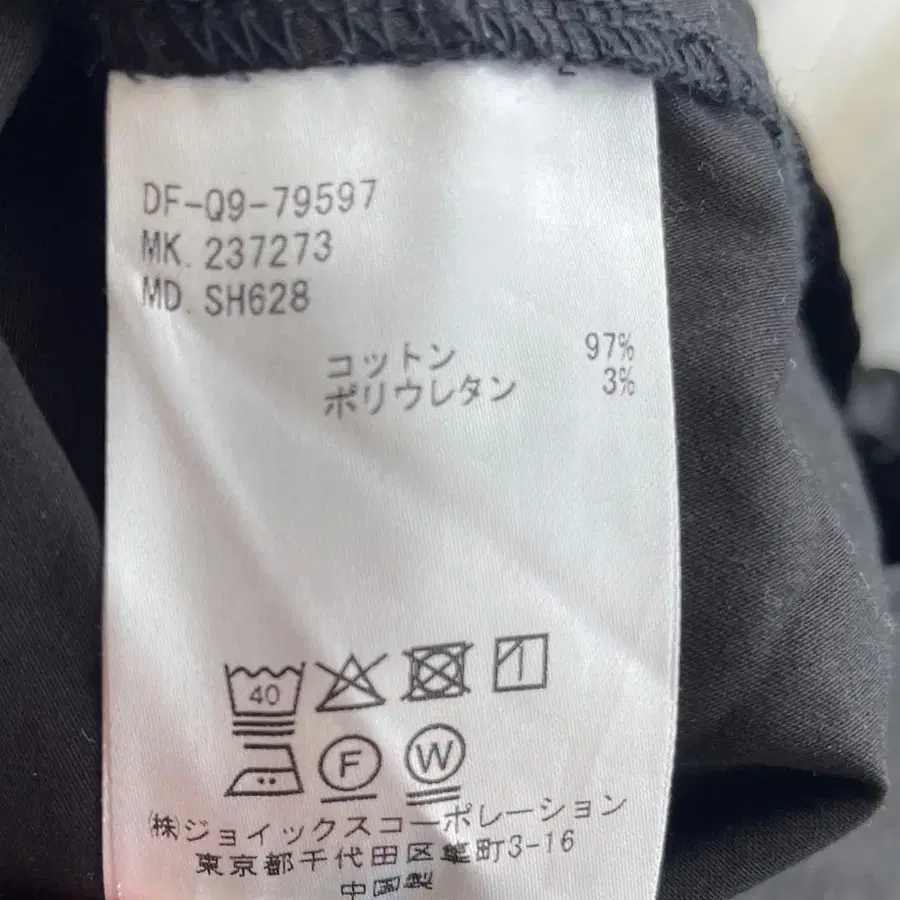 DF-Q9-79597
MK. 237273
MD. SH628
コットン 97%
ポリウレタン 3%
40
F W
㈱ジョイックスコーポレーション
東京都千代田区麹町3-16
中国製